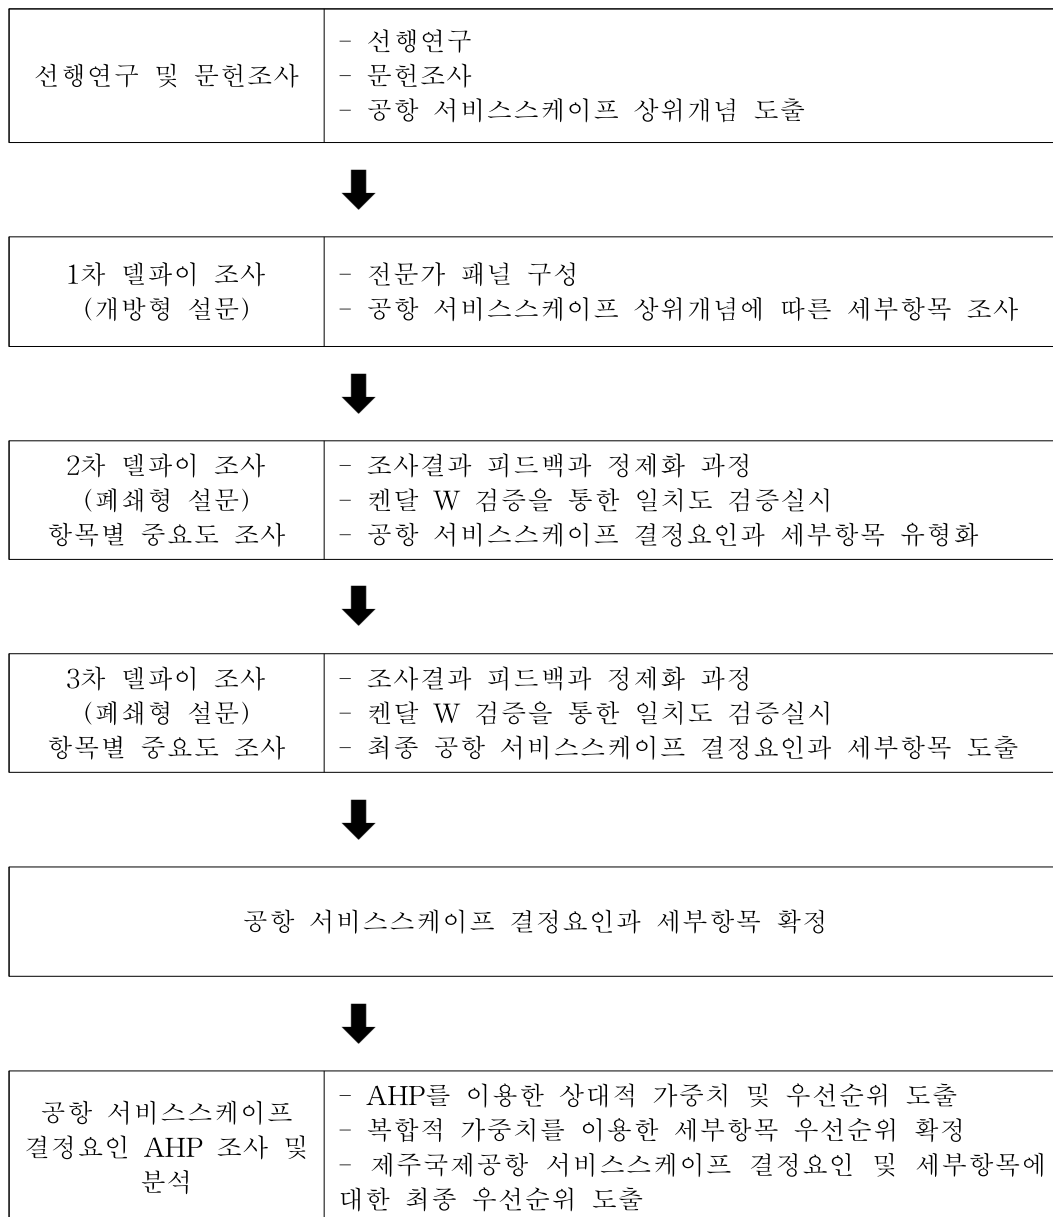 선행연구 및 문헌조사
- 선행연구
- 문헌조사
- 공항 서비스스케이프 상위개념 도출
1차 델파이 조사
(개방형 설문)
- 전문가 패널 구성
- 공항 서비스스케이프 상위개념에 따른 세부항목 조사
2차 델파이 조사
(폐쇄형 설문)
항목별 중요도 조사
- 조사결과 피드백과 정제화 과정
- 켄달 W 검증을 통한 일치도 검증실시
- 공항 서비스스케이프 결정요인과 세부항목 유형화
3차 델파이 조사
(폐쇄형 설문)
항목별 중요도 조사
- 조사결과 피드백과 정제화 과정
- 켄달 W 검증을 통한 일치도 검증실시
- 최종 공항 서비스스케이프 결정요인과 세부항목 도출
공항 서비스스케이프 결정요인과 세부항목 확정
공항 서비스스케이프
결정요인 AHP 조사 및
분석
- AHP를 이용한 상대적 가중치 및 우선순위 도출
- 복합적 가중치를 이용한 세부항목 우선순위 확정
- 제주국제공항 서비스스케이프 결정요인 및 세부항목에
대한 최종 우선순위 도출